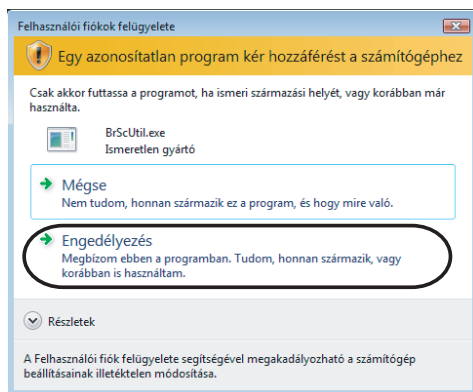 Felhasználói fiókok felügyelete
Egy azonosítatlan program kér hozzáférést a számítógéphez
Csak akkor futtassa a programot, ha ismeri származási helyét, vagy korábban már
használta.
BrScUtil.exe
Ismeretlen gyártó
Mégse
Nem tudom, honnan származik ez a program, és hogy mire való.
Engedélyezés
Megbízom ebben a programban. Tudom, honnan származik, vagy
korábban is használtam.
Részletek
A Felhasználói fiók felügyelete segítségével megakadályozható a számítógép
beállításainak illetéktelen módosítása.